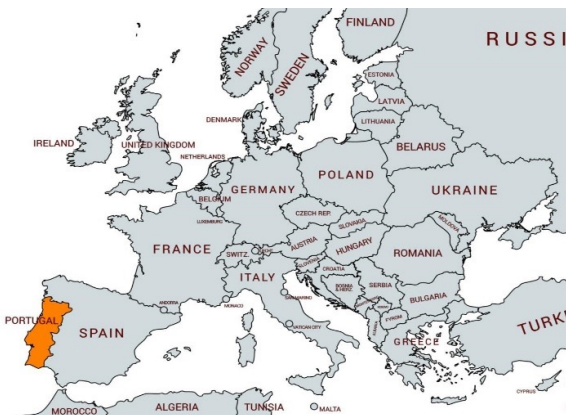 FINLAND
RUSSI
NORWAY
SWEDEN
ESTONIA
LATVIA
DENMARK
LITHUANIA
IRELAND
UNITED KINGDOM
BELARUS
NETHERLANDS
POLAND
GERMANY
UKRAINE
BELGIUM
LUXEMBOURG
CZECH REP.
SLOVAKIA
MOLDOVA
FRANCE
SWITZ.
AUSTRIA
HUNGARY
ROMANIA
SLOVENIA
CROATIA
ITALY
BOSNIA
& HERZ.
SERBIA
SAN MARINO
BULGARIA
ANDORRA
MONACO
PORTUGAL
SPAIN
VATICAN CITY
FYROM
TURK
GREECE
CYPRUS
MOROCCO
ALGERIA
TUNISIA
MALTA